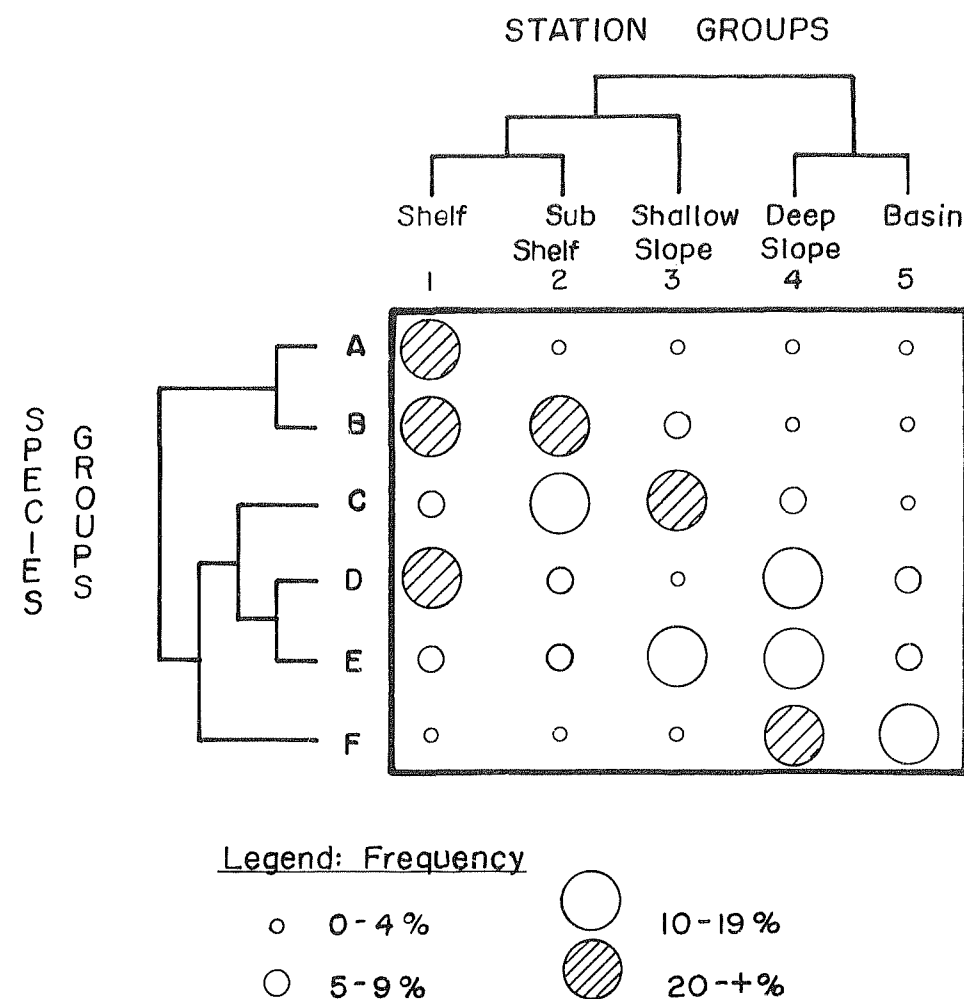 STATION GROUPS
Shelf Sub Shelf Shallow Slope Deep Slope Basin
1 2 3 4 5
SPECIES GROUPS
A
B
C
D
E
F
Legend: Frequency
0-4%
5-9%
10-19%
20-+%